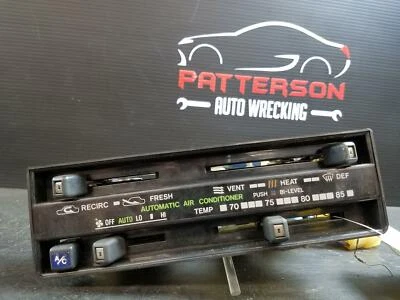 PATTERSON
AUTO WRECKING
RECIRC FRESH VENT HEAT DEF
AUTOMATIC AIR CONDITIONER PUSH BI-LEVEL
OFF AUTO LO HI TEMP 70 75 80 85
A/C